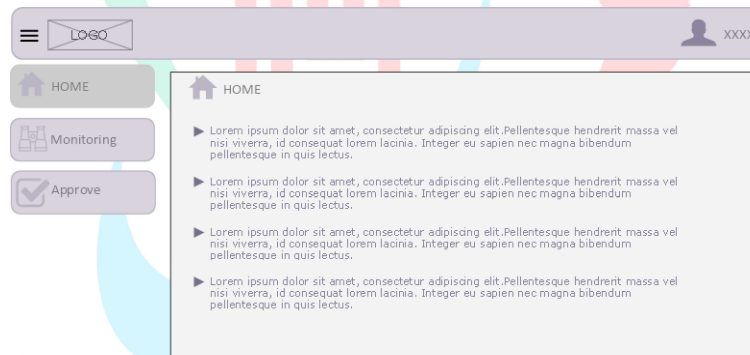 LOGO
XXXX
HOME
Monitoring
Approve
HOME
Lorem ipsum dolor sit amet, consectetur adipiscing elit.Pellentesque hendrerit massa vel
nisi viverra, id consequat lorem lacinia. Integer eu sapien nec magna bibendum
pellentesque in quis lectus.
Lorem ipsum dolor sit amet, consectetur adipiscing elit.Pellentesque hendrerit massa vel
nisi viverra, id consequat lorem lacinia. Integer eu sapien nec magna bibendum
pellentesque in quis lectus.
Lorem ipsum dolor sit amet, consectetur adipiscing elit.Pellentesque hendrerit massa vel
nisi viverra, id consequat lorem lacinia. Integer eu sapien nec magna bibendum
pellentesque in quis lectus.
Lorem ipsum dolor sit amet, consectetur adipiscing elit.Pellentesque hendrerit massa vel
nisi viverra, id consequat lorem lacinia. Integer eu sapien nec magna bibendum
pellentesque in quis lectus.